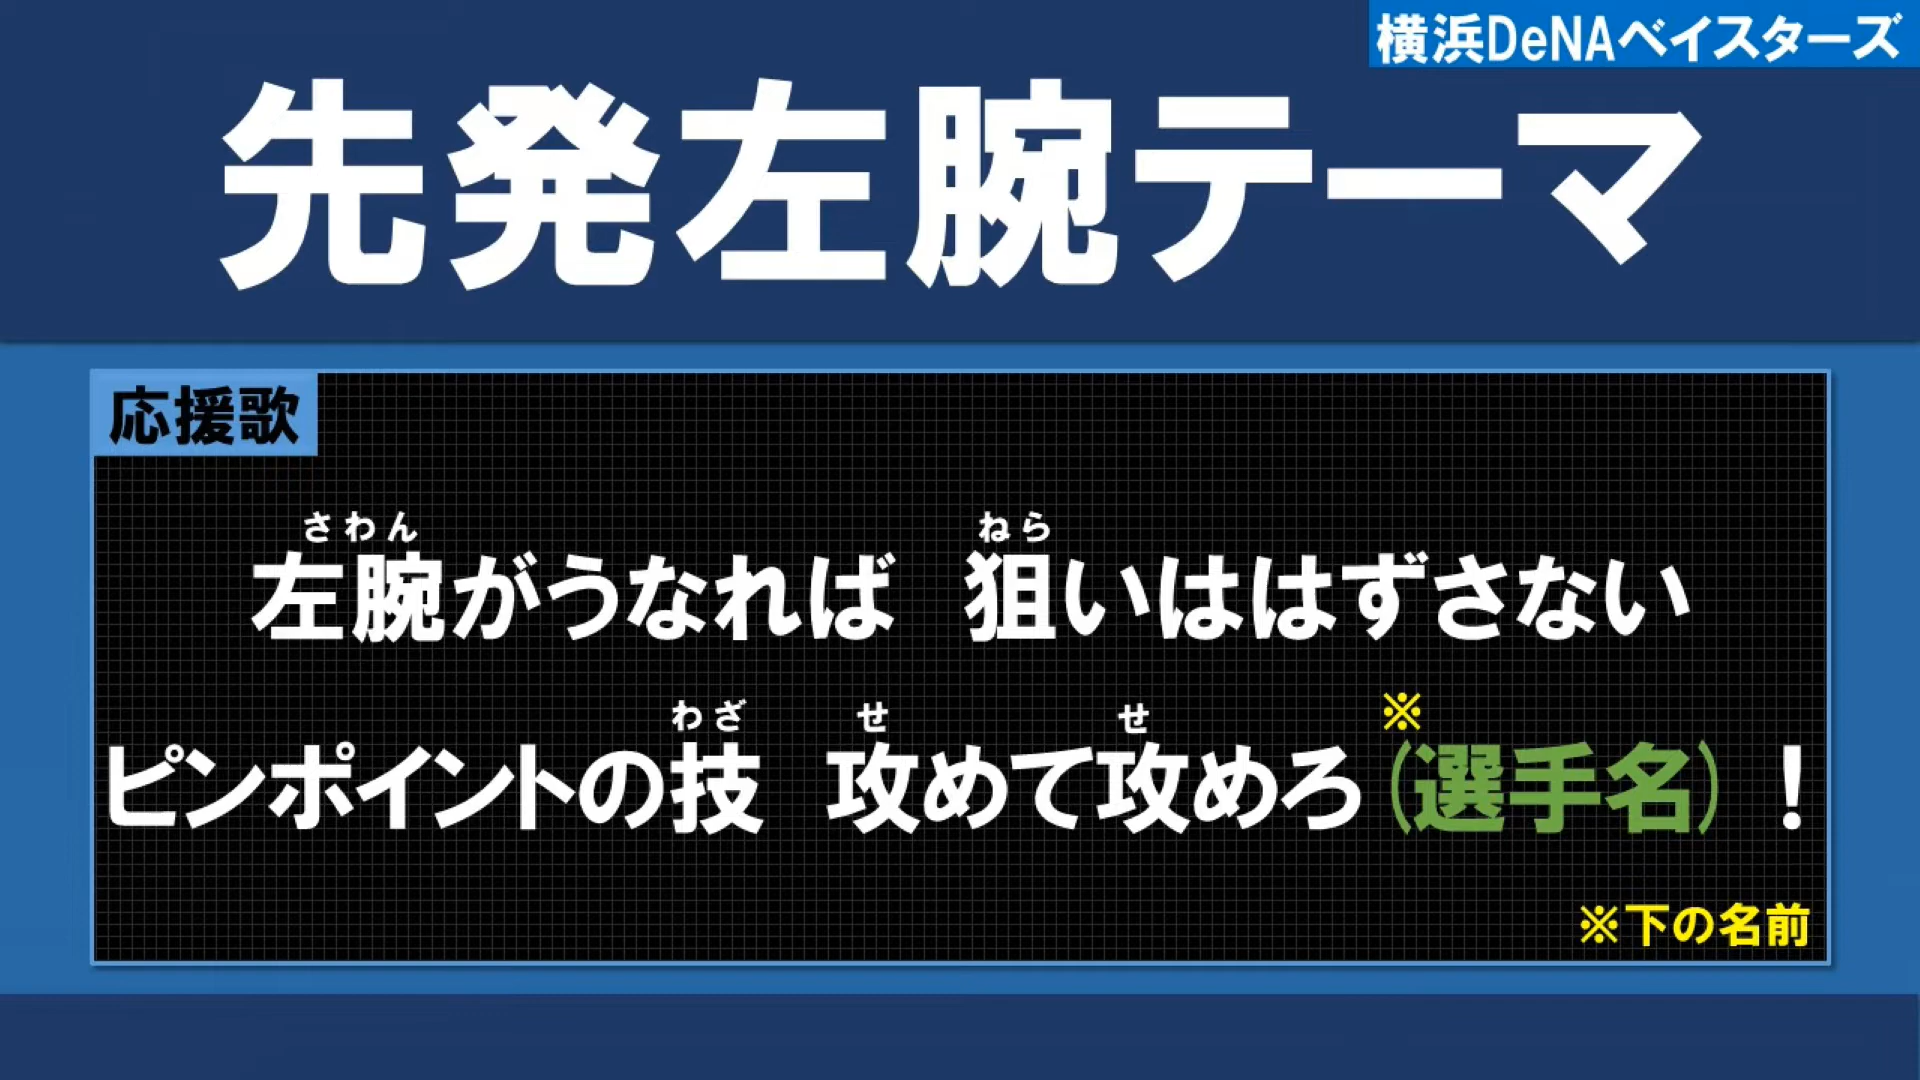 横浜DeNAベイスターズ
先発左腕テーマ
応援歌
さわん ねら
左腕がうなれば 狙いははずさない
わざ せ せ ※
ピンポイントの技 攻めて攻めろ(選手名)!
※下の名前